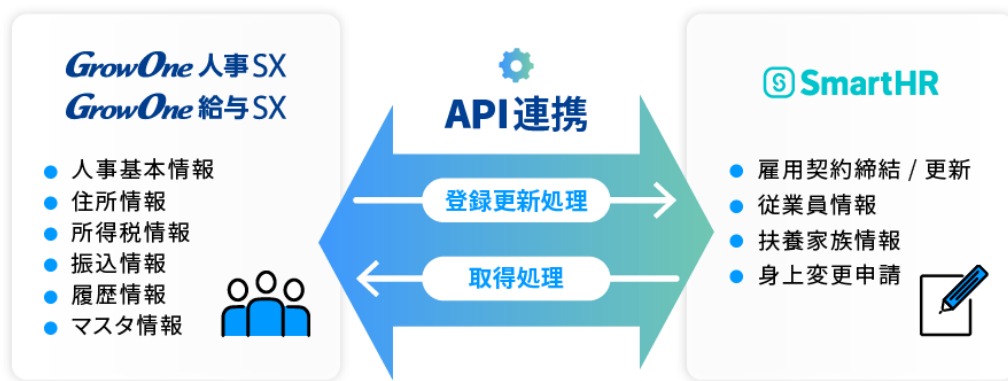 GrowOne 人事SX
GrowOne 給与SX
人事基本情報
住所情報
所得税情報
振込情報
履歴情報
マスタ情報
API連携
登録更新処理
取得処理
SmartHR
雇用契約締結 / 更新
従業員情報
扶養家族情報
身上変更申請